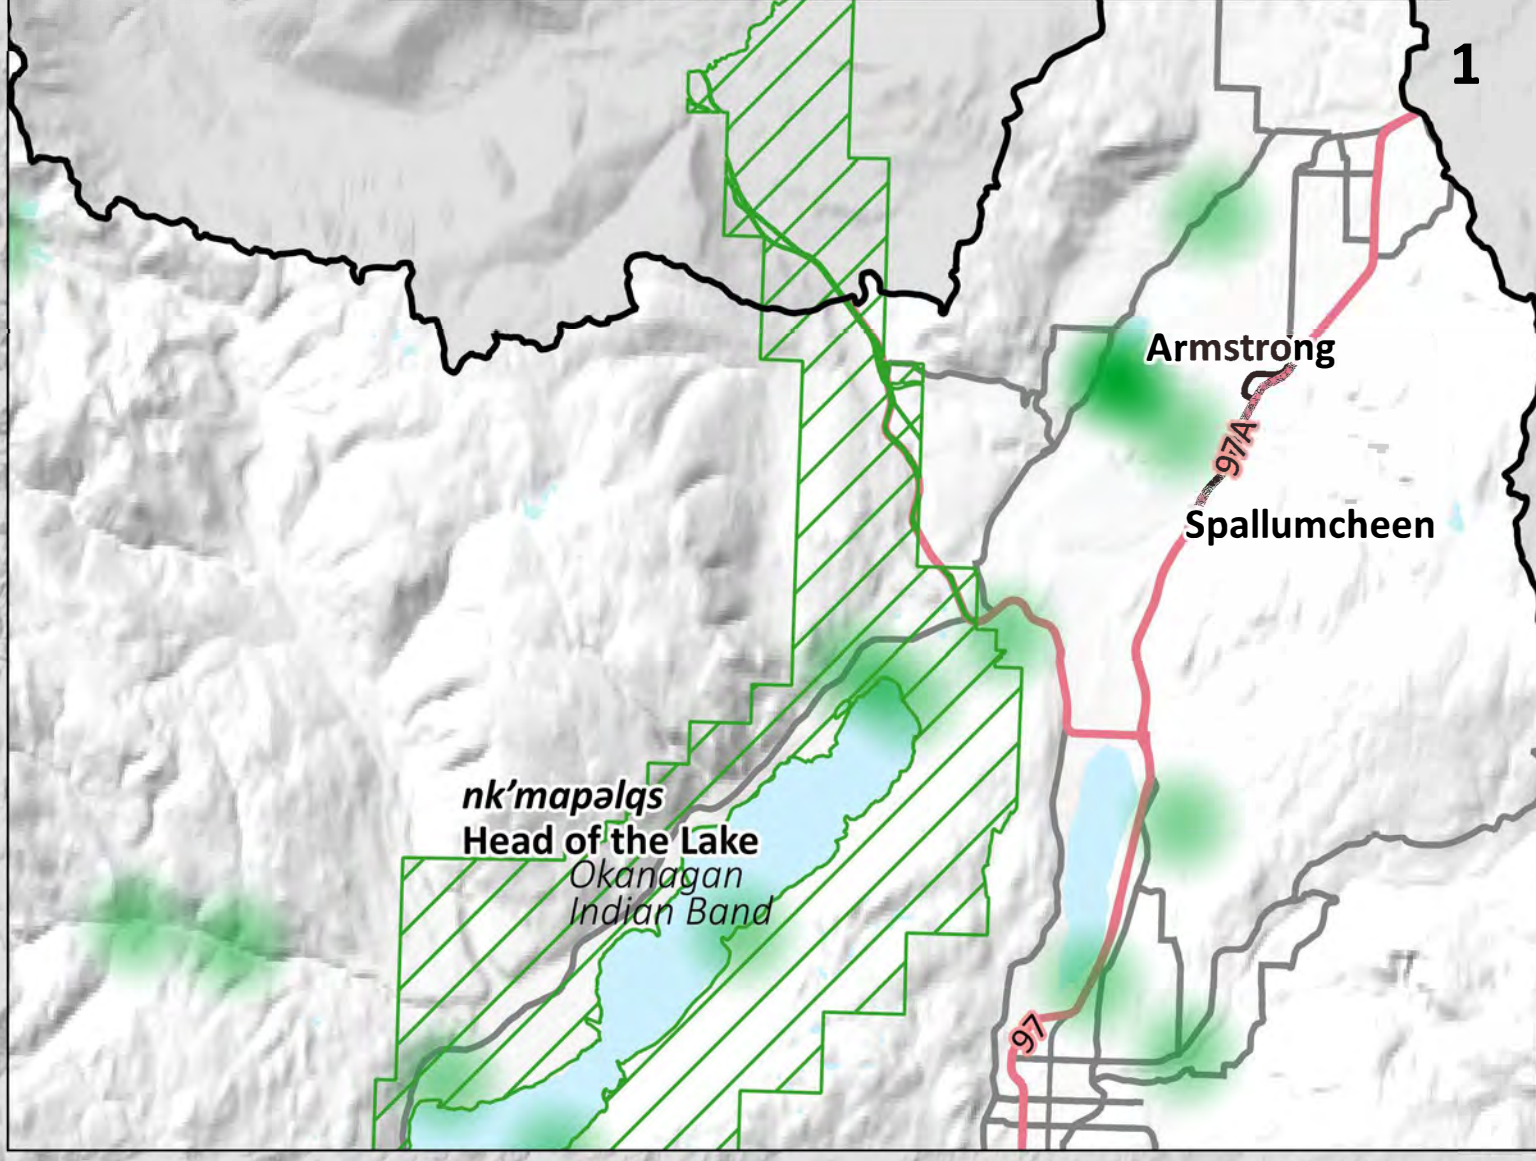 1
Armstrong
97A
Spallumcheen
nk’mapəlqs
Head of the Lake
Okanagan
Indian Band
97